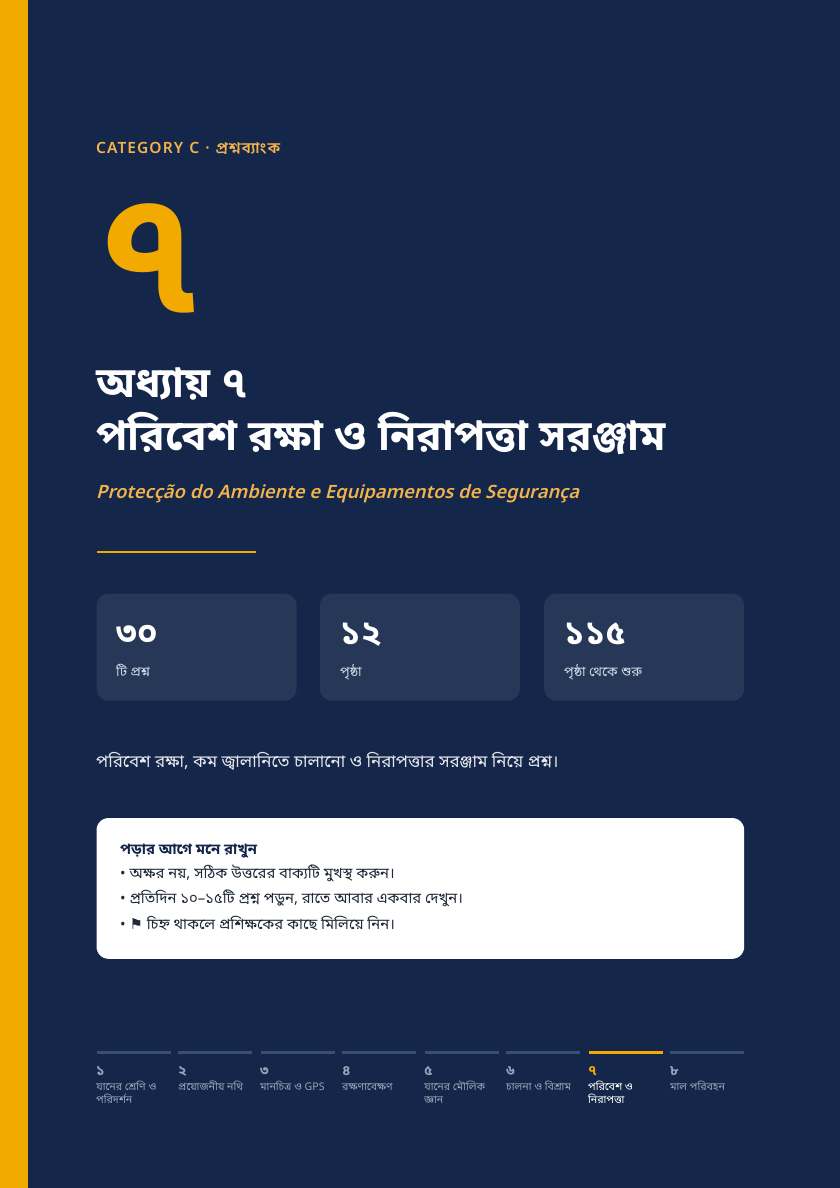 CATEGORY C · প্রশ্নব্যাংক
৭
অধ্যায় ৭
পরিবেশ রক্ষা ও নিরাপত্তা সরঞ্জাম
Protecção do Ambiente e Equipamentos de Segurança
৩০
টি প্রশ্ন
১২
পৃষ্ঠা
১১৫
পৃষ্ঠা থেকে শুরু
পরিবেশ রক্ষা, কম জ্বালানিতে চালানো ও নিরাপত্তার সরঞ্জাম নিয়ে প্রশ্ন।
পড়ার আগে মনে রাখুন
• অক্ষর নয়, সঠিক উত্তরের বাক্যটি মুখস্থ করুন।
• প্রতিদিন ১০–১৫টি প্রশ্ন পড়ুন, রাতে আবার একবার দেখুন।
• ⚑ চিহ্ন থাকলে প্রশিক্ষকের কাছে মিলিয়ে নিন।
১
যানের শ্রেণি ও
পরিদর্শন
২
প্রয়োজনীয় নথি
৩
মানচিত্র ও GPS
৪
রক্ষণাবেক্ষণ
৫
যানের মৌলিক
জ্ঞান
৬
চালনা ও বিশ্রাম
৭
পরিবেশ ও
নিরাপত্তা
৮
মাল পরিবহন